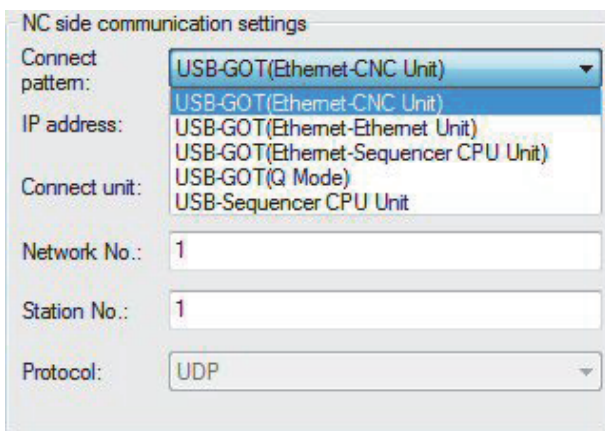 NC side communication settings
Connect pattern:
USB-GOT(Ethernet-CNC Unit)
USB-GOT(Ethernet-CNC Unit)
IP address:
USB-GOT(Ethernet-Ethernet Unit)
USB-GOT(Ethernet-Sequencer CPU Unit)
Connect unit:
USB-GOT(Q Mode)
USB-Sequencer CPU Unit
Network No.:
1
Station No.:
1
Protocol:
UDP